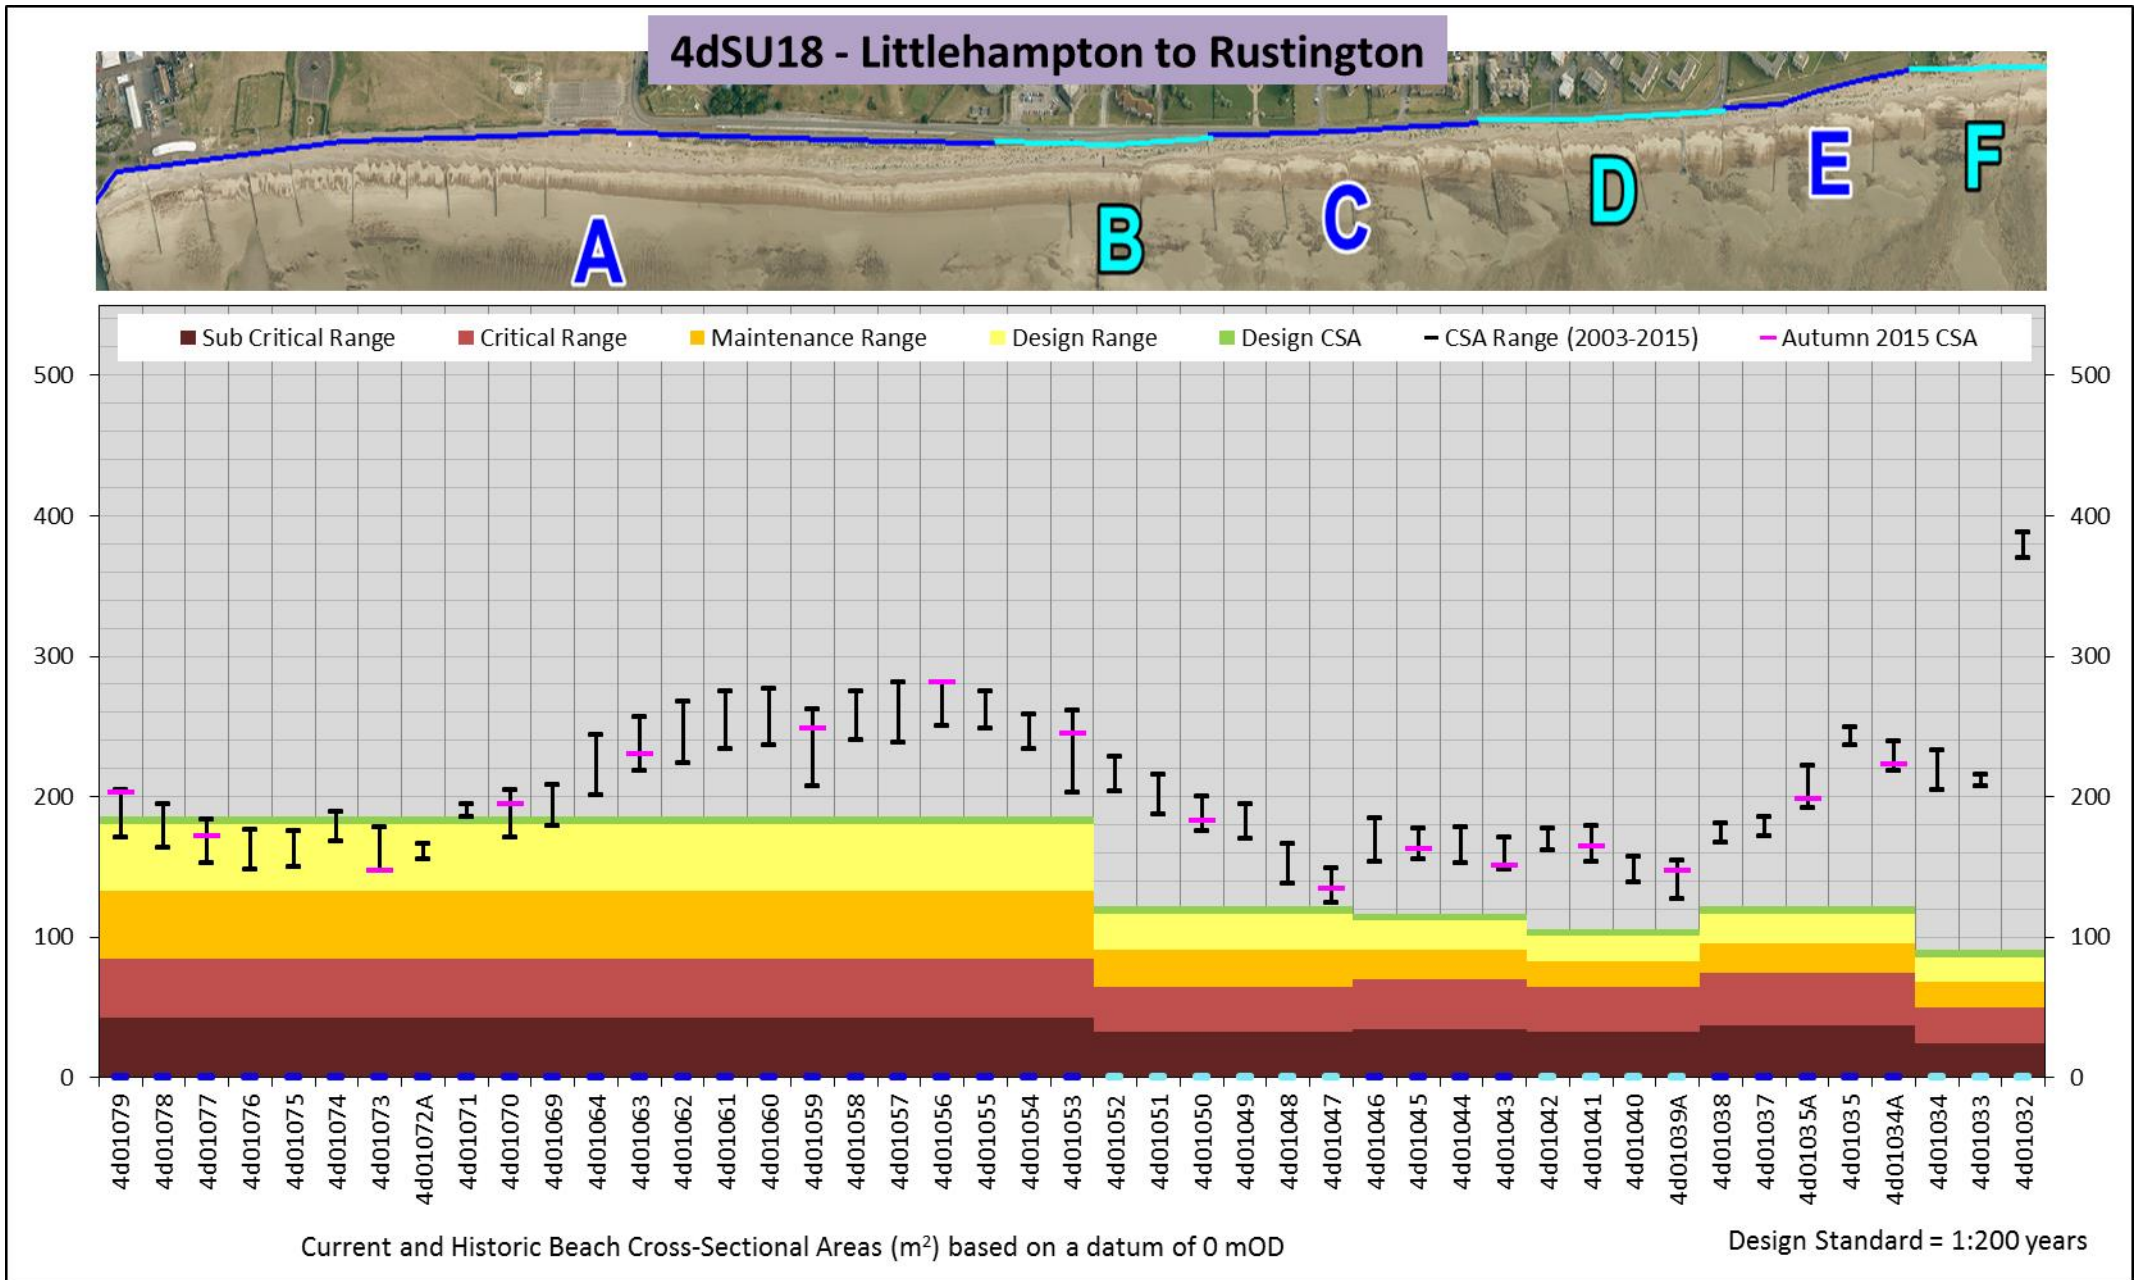 4dSU18 - Littlehampton to Rustington
A
B
C
D
E
F
Sub Critical Range
Critical Range
Maintenance Range
Design Range
Design CSA
CSA Range (2003-2015)
Autumn 2015 CSA
500
400
300
200
100
0
500
400
300
200
100
0
4d01079
4d01078
4d01077
4d01076
4d01075
4d01074
4d01073
4d01072A
4d01071
4d01070
4d01069
4d01064
4d01063
4d01062
4d01061
4d01060
4d01059
4d01058
4d01057
4d01056
4d01055
4d01054
4d01053
4d01052
4d01051
4d01050
4d01049
4d01048
4d01047
4d01046
4d01045
4d01044
4d01043
4d01042
4d01041
4d01040
4d01039A
4d01038
4d01037
4d01035A
4d01035
4d01034A
4d01034
4d01033
4d01032
Current and Historic Beach Cross-Sectional Areas (m²) based on a datum of 0 mOD
Design Standard = 1:200 years